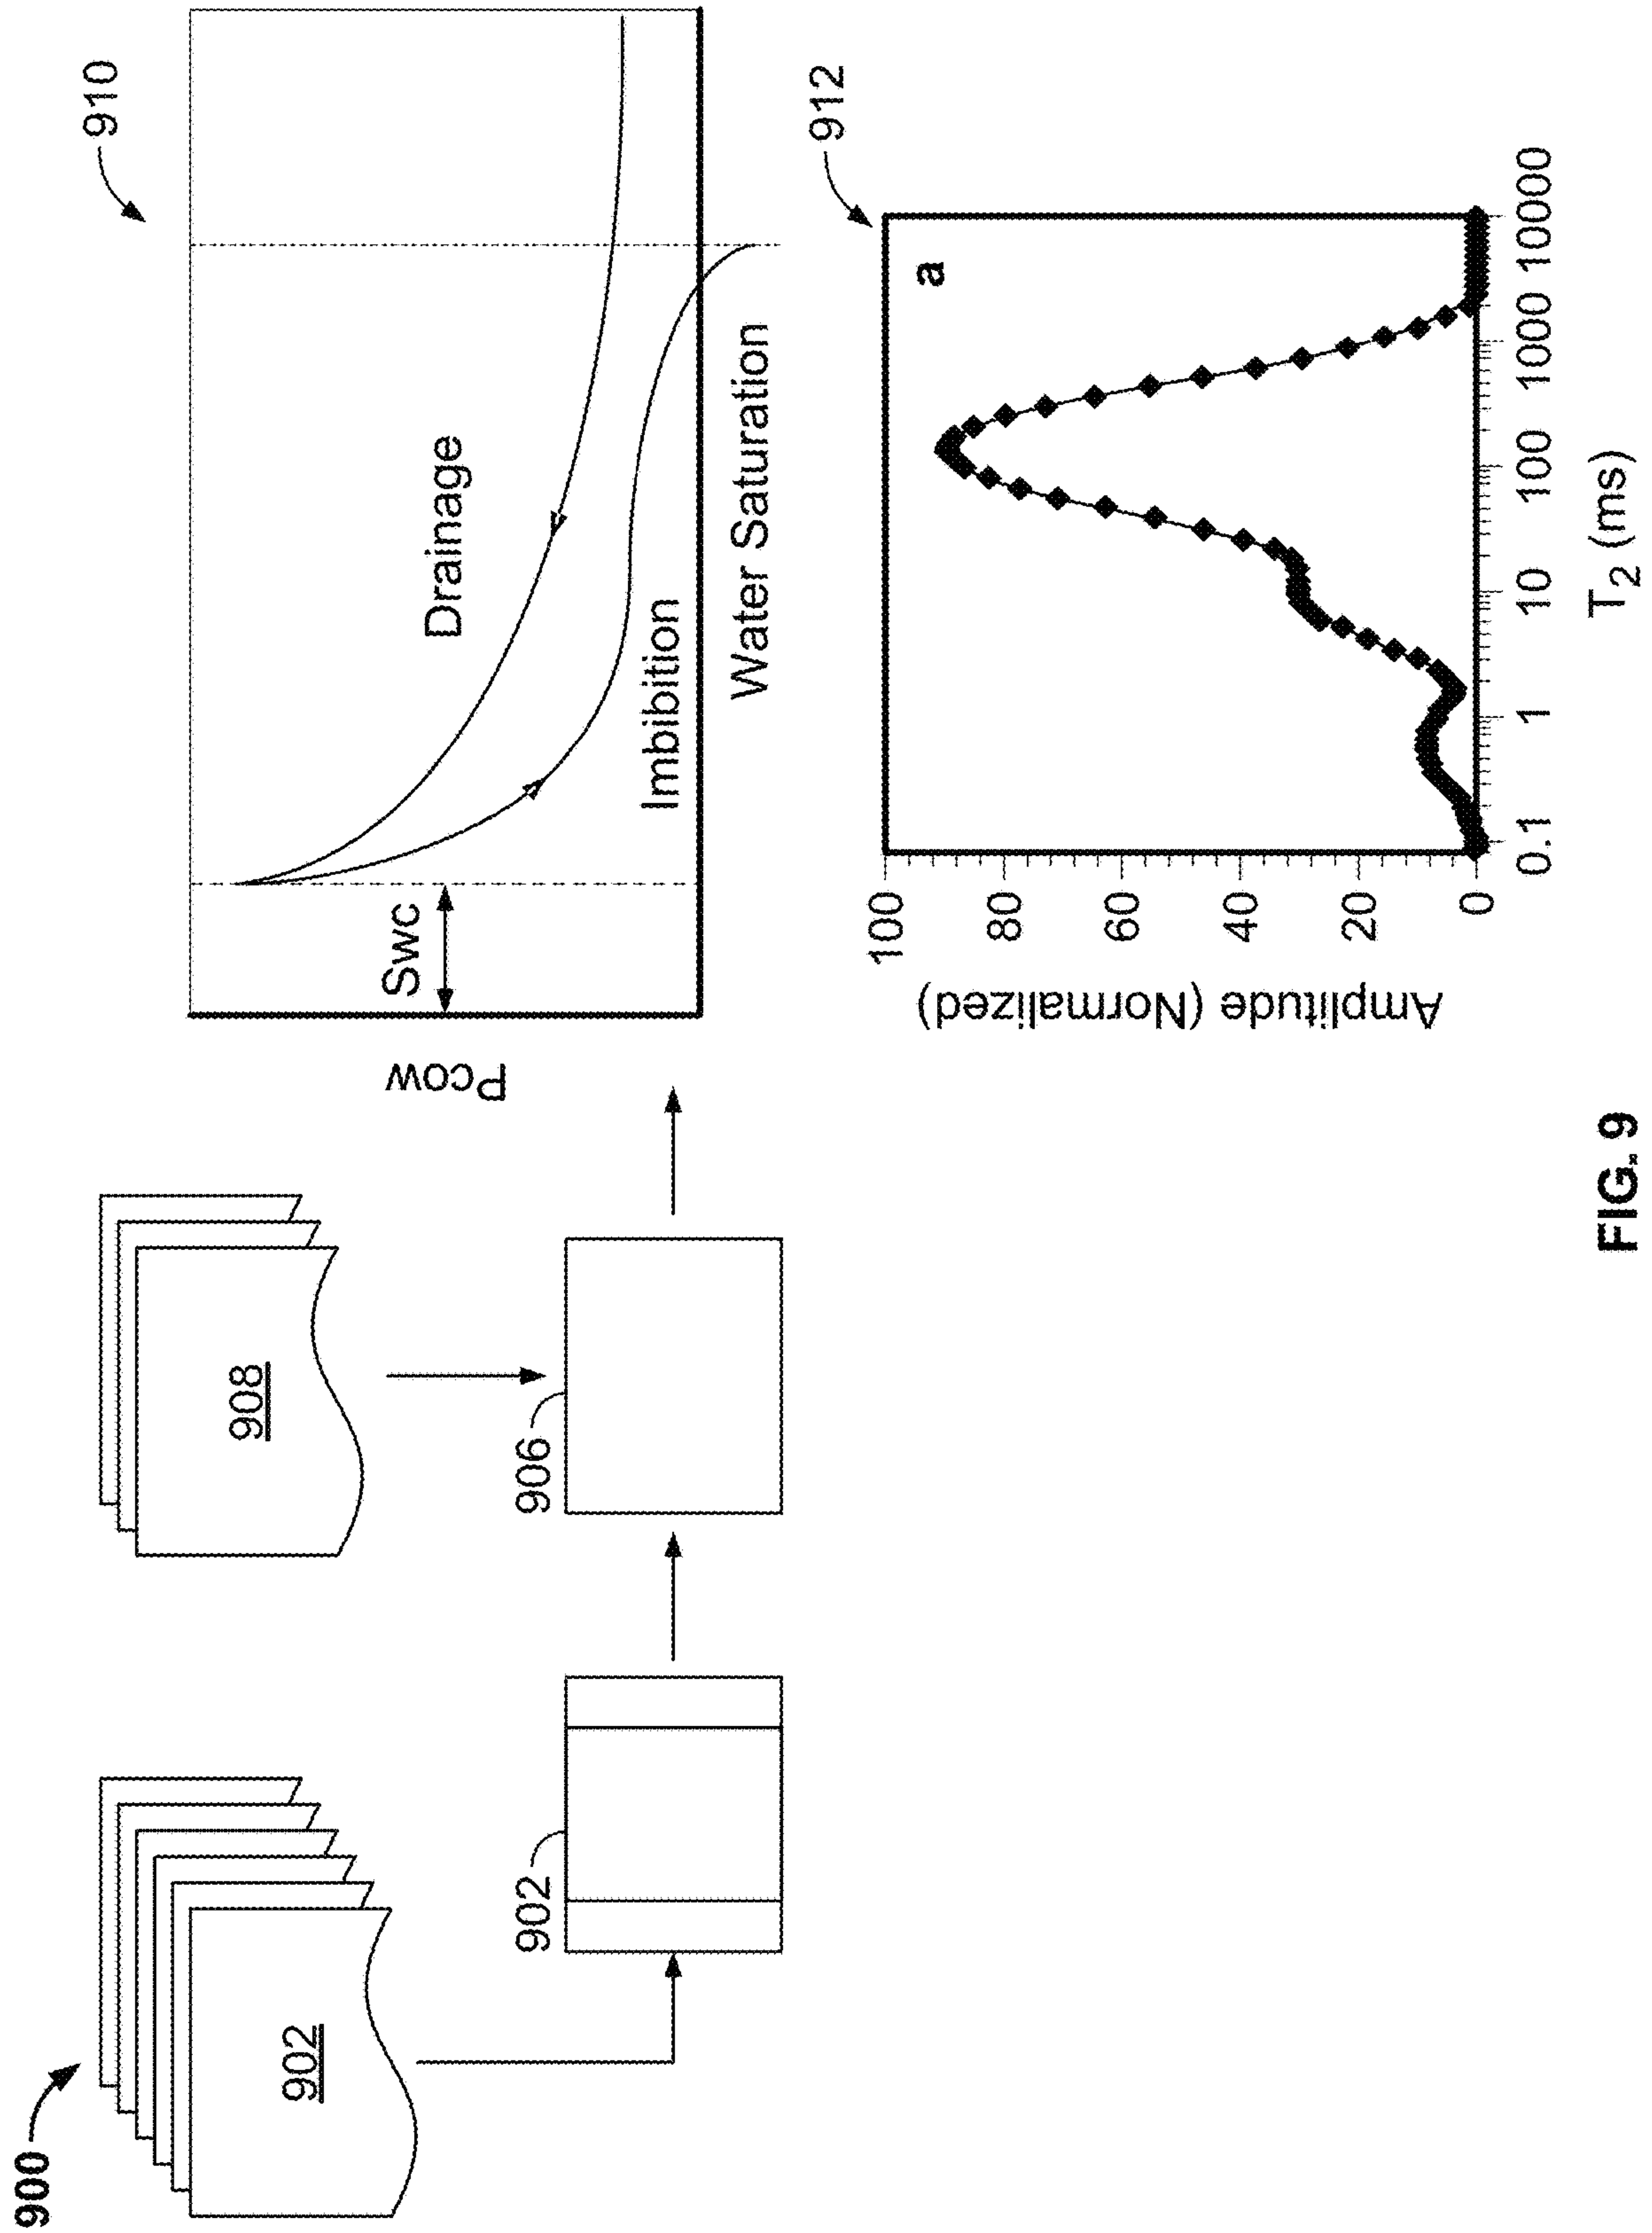 900
902
902
908
906
910
Pcow
Swc
Drainage
Imbibition
Water Saturation
912
a
Amplitude (Normalized)
100
80
60
40
20
0
0.1 1 10 100 1000 10000
T2 (ms)
FIG. 9